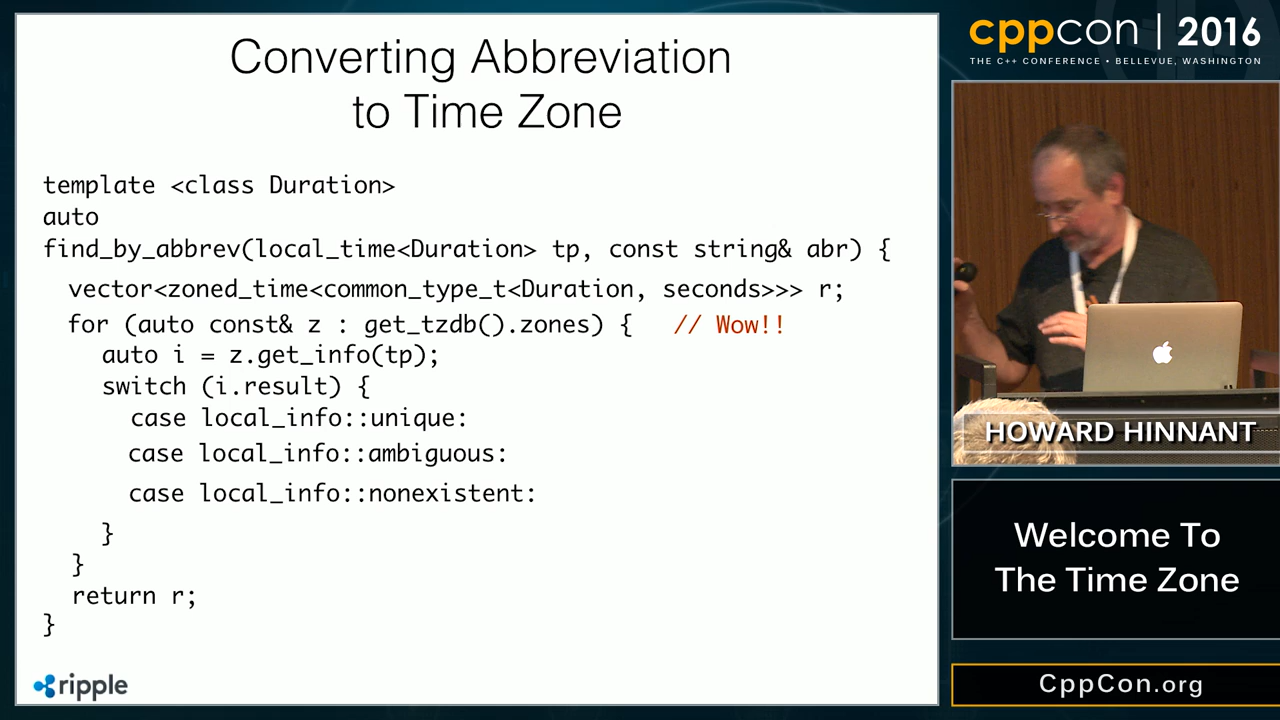 Converting Abbreviation
to Time Zone
template <class Duration>
auto
find_by_abbrev(local_time<Duration> tp, const string& abr) {
vector<zoned_time<common_type_t<Duration, seconds>>> r;
for (auto const& z : get_tzdb().zones) { // Wow!!
auto i = z.get_info(tp);
switch (i.result) {
case local_info::unique:
case local_info::ambiguous:
case local_info::nonexistent:
}
}
return r;
}
ripple
cppcon | 2016
THE C++ CONFERENCE • BELLEVUE, WASHINGTON
HOWARD HINNANT
Welcome To
The Time Zone
CppCon.org